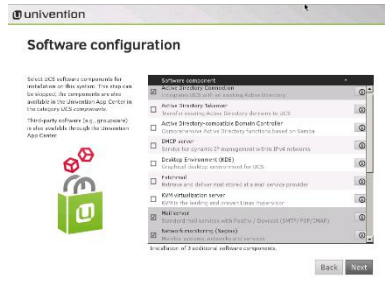 univention
Software configuration
Select UCS software components for
installation on this system. This step can
be skipped; the components are also
available in the Univention App Center in
the category UCS components.
Third-party software (e.g., groupware)
is also available through the Univention
App Center.
Software component
Active Directory Connection
Integrates UCS with an existing Active Directory
Active Directory Takeover
Transfer existing Active Directory domains to UCS
Active Directory-compatible Domain Controller
Comprehensive Active Directory functions based on Samba
DHCP server
Service for dynamic IP management within IPv4 networks
Desktop Environment (KDE)
Graphical desktop environment for UCS
Fetchmail
Retrieve and deliver mail stored at a mail service provider
KVM virtualization server
KVM is the leading and proven Linux hypervisor
Mail server
Standard mail services with Postfix / Dovecot (SMTP/POP/IMAP)
Network monitoring (Nagios)
Monitor systems, networks and services
Installation of 3 additional software components.
Back Next